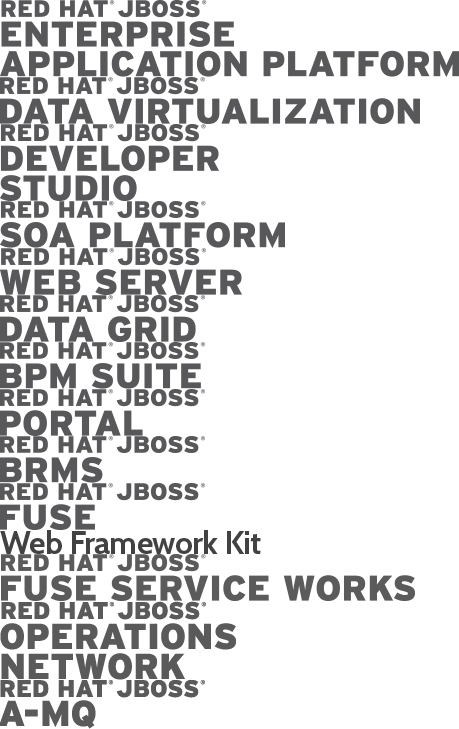 RED HAT® JBOSS®
ENTERPRISE
APPLICATION PLATFORM
RED HAT® JBOSS®
DATA VIRTUALIZATION
RED HAT® JBOSS®
DEVELOPER
STUDIO
RED HAT® JBOSS®
SOA PLATFORM
RED HAT® JBOSS®
WEB SERVER
RED HAT® JBOSS®
DATA GRID
RED HAT® JBOSS®
BPM SUITE
RED HAT® JBOSS®
PORTAL
RED HAT® JBOSS®
BRMS
RED HAT® JBOSS®
FUSE
Web Framework Kit
RED HAT® JBOSS®
FUSE SERVICE WORKS
RED HAT® JBOSS®
OPERATIONS
NETWORK
RED HAT® JBOSS®
A-MQ